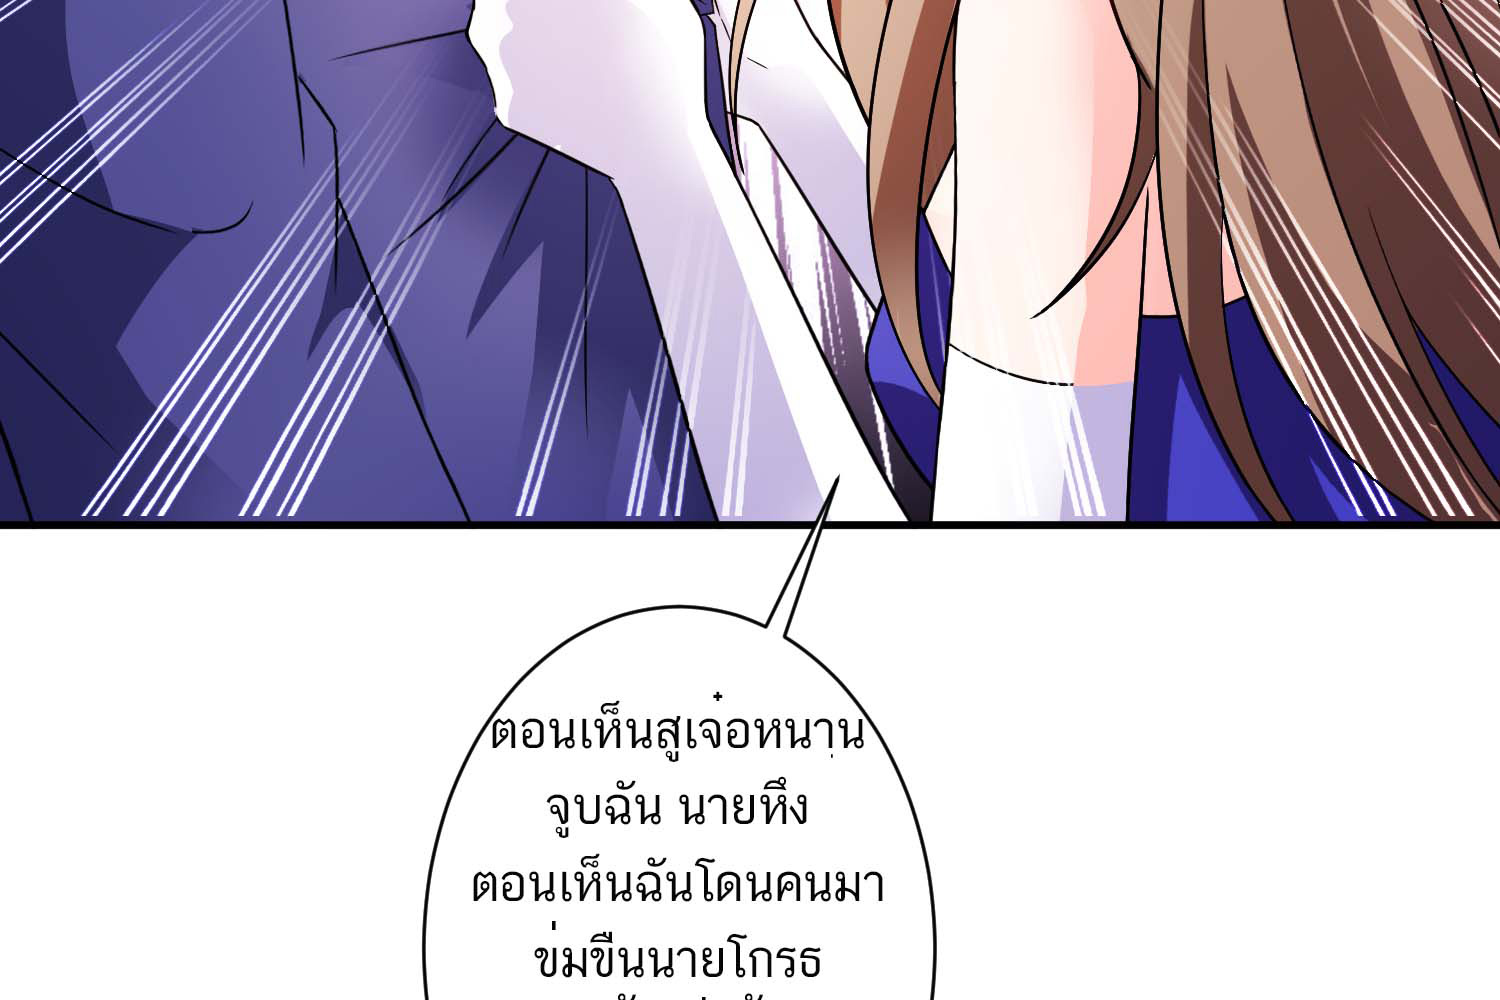 ตอนเห็นสูเจ๋อหนาน
จูบฉัน นายหึง
ตอนเห็นฉันโดนคนมา
ข่มขืนนายโกรธ